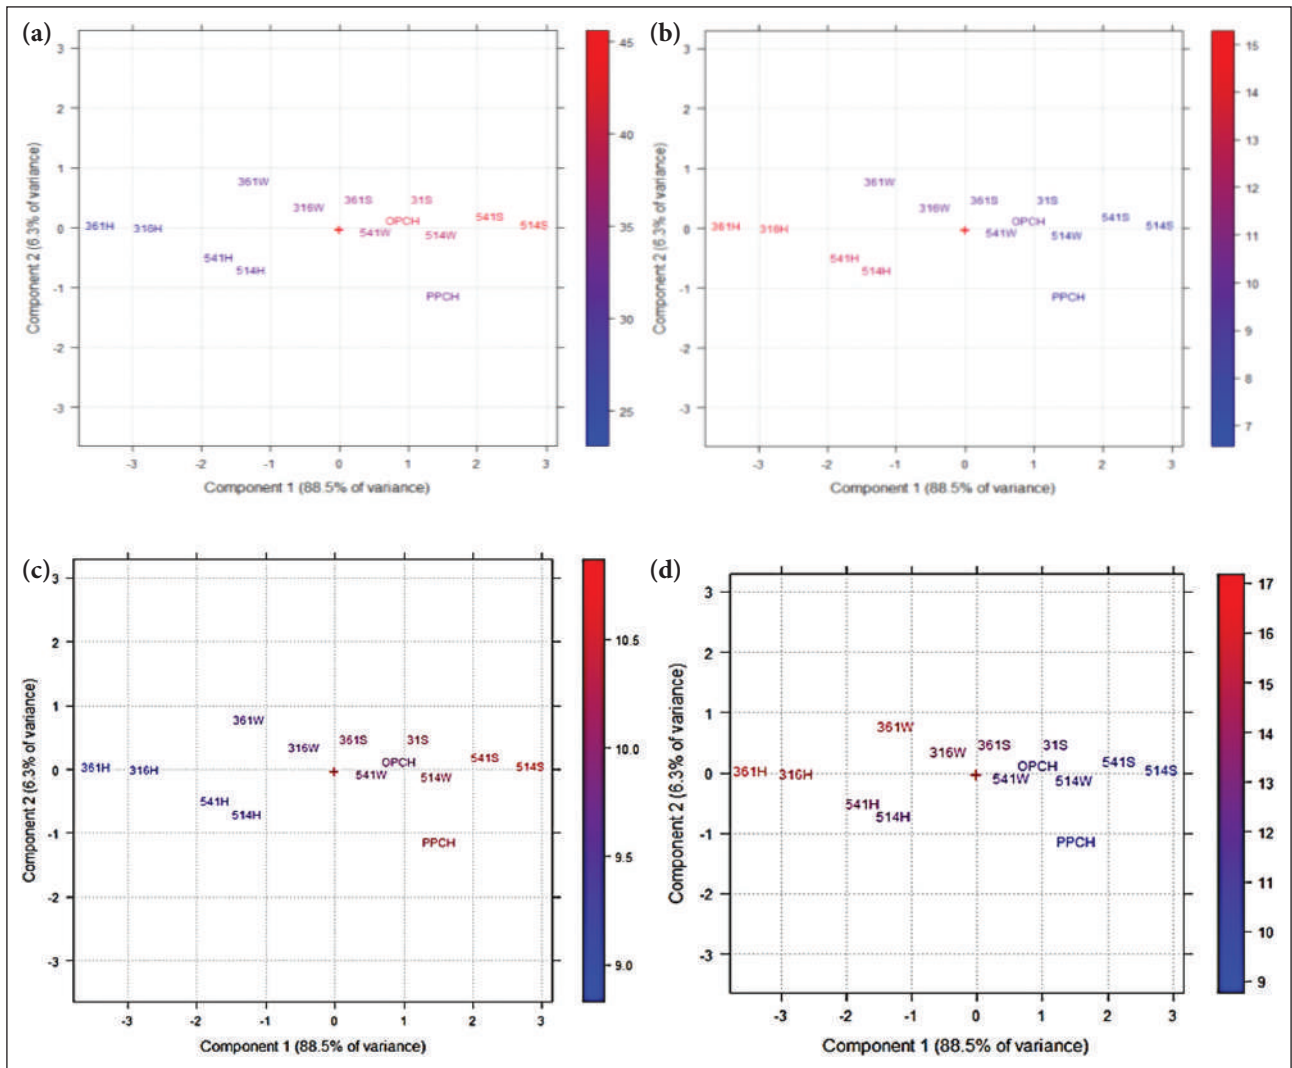 (a)
3
2
1
0
-1
-2
-3
Component 2 (6.3% of variance)
361W
316W
361S
31S
OPCH
541S
514S
361H
316H
541W
514W
541H
514H
PPCH
-3 -2 -1 0 1 2 3
Component 1 (88.5% of variance)
45
40
35
30
25
(b)
3
2
1
0
-1
-2
-3
Component 2 (6.3% of variance)
361W
316W
361S
31S
OPCH
541S
514S
361H
316H
541W
514W
541H
514H
PPCH
-3 -2 -1 0 1 2 3
Component 1 (88.5% of variance)
15
14
13
12
11
10
9
8
7
(c)
3
2
1
0
-1
-2
-3
Component 2 (6.3% of variance)
361W
316W
361S
31S
OPCH
541S
514S
361H
316H
541W
514W
541H
514H
PPCH
-3 -2 -1 0 1 2 3
Component 1 (88.5% of variance)
10.5
10.0
9.5
9.0
(d)
3
2
1
0
-1
-2
-3
Component 2 (6.3% of variance)
361W
316W
361S
31S
OPCH
541S
514S
361H
316H
541W
514W
541H
514H
PPCH
-3 -2 -1 0 1 2 3
Component 1 (88.5% of variance)
17
16
15
14
13
12
11
10
9